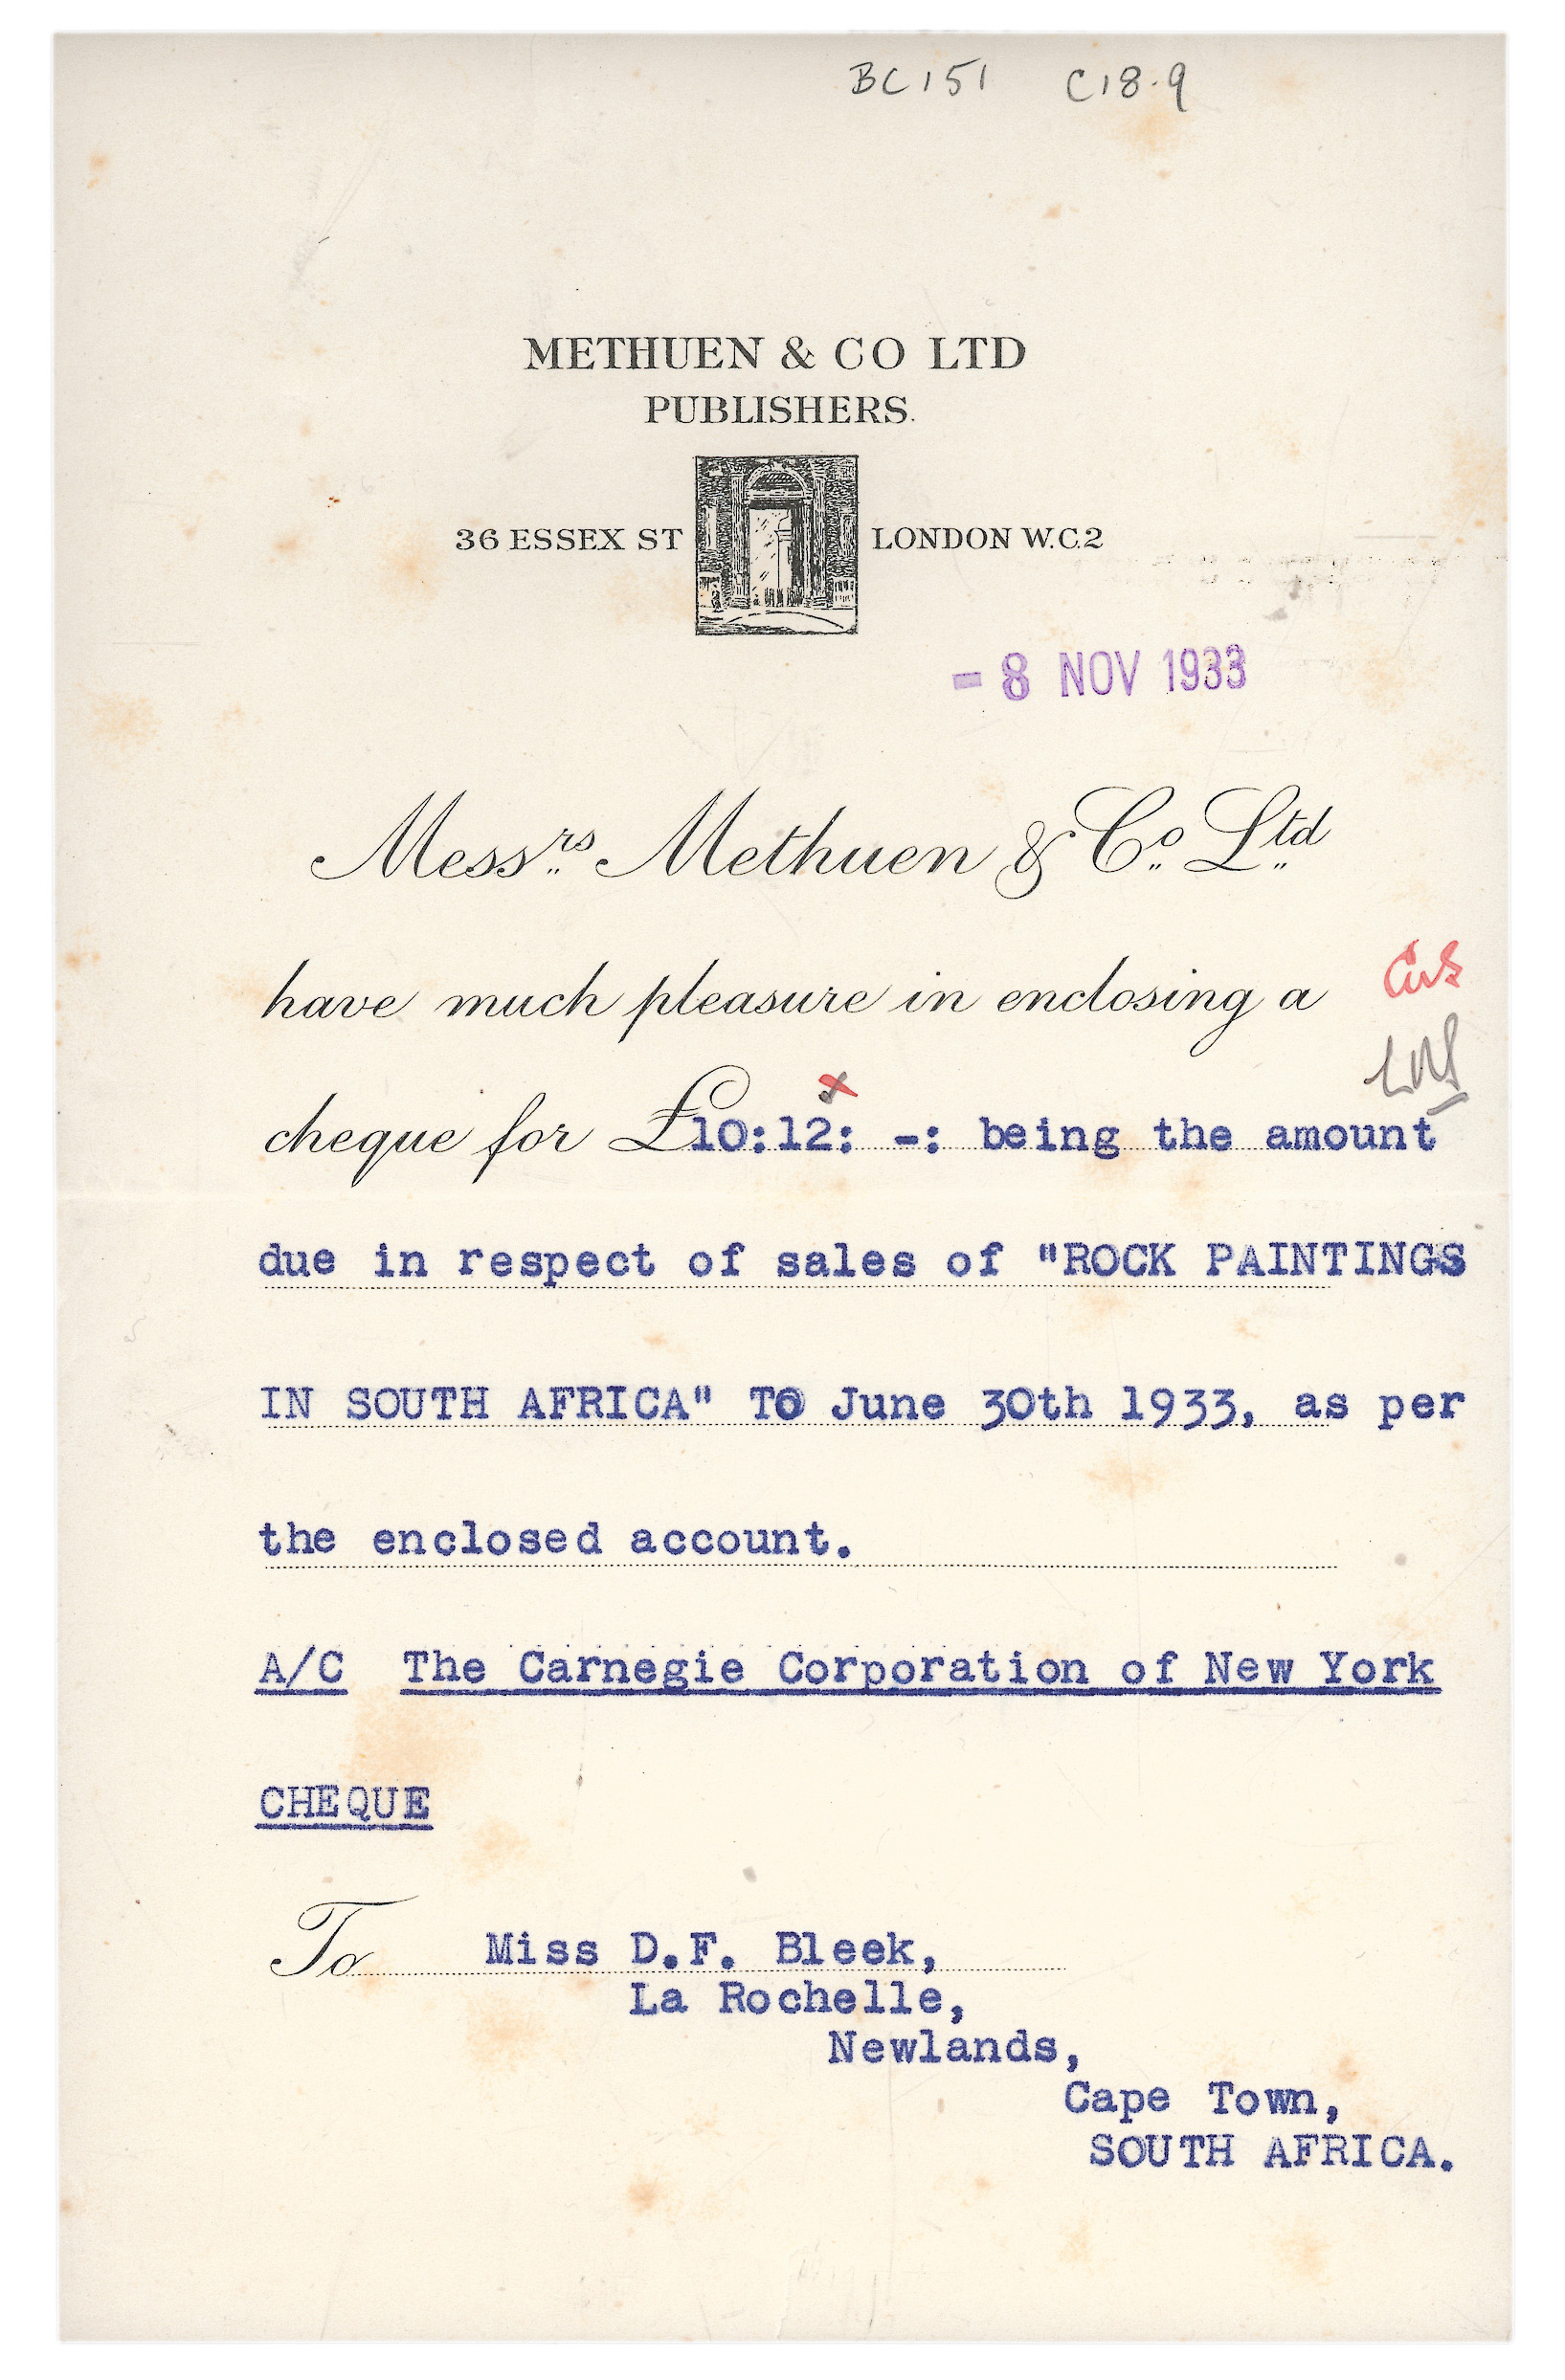 BC151 C18.9
METHUEN & CO LTD
PUBLISHERS.
36 ESSEX ST LONDON W.C.2
- 8 NOV 1933
Messrs Methuen & Co Ltd
have much pleasure in enclosing a
cheque for £10:12: -: being the amount
due in respect of sales of "ROCK PAINTINGS
IN SOUTH AFRICA" TO June 30th 1933, as per
the enclosed account.
A/C The Carnegie Corporation of New York
CHEQUE
To Miss D.F. Bleek,
La Rochelle,
Newlands,
Cape Town,
SOUTH AFRICA.